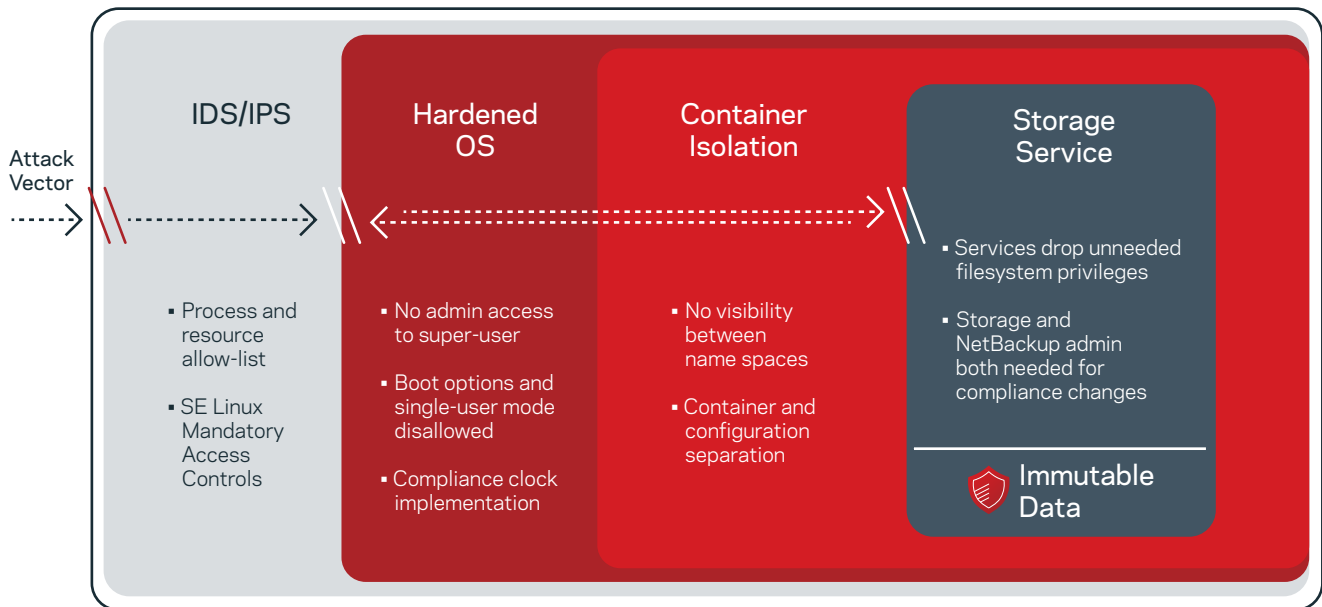 Attack
Vector
IDS/IPS
▪ Process and
resource
allow-list
▪ SE Linux
Mandatory
Access
Controls
Hardened
OS
▪ No admin access
to super-user
▪ Boot options and
single-user mode
disallowed
▪ Compliance clock
implementation
Container
Isolation
▪ No visibility
between
name spaces
▪ Container and
configuration
separation
Storage
Service
▪ Services drop unneeded
filesystem privileges
▪ Storage and
NetBackup admin
both needed for
compliance changes
Immutable
Data